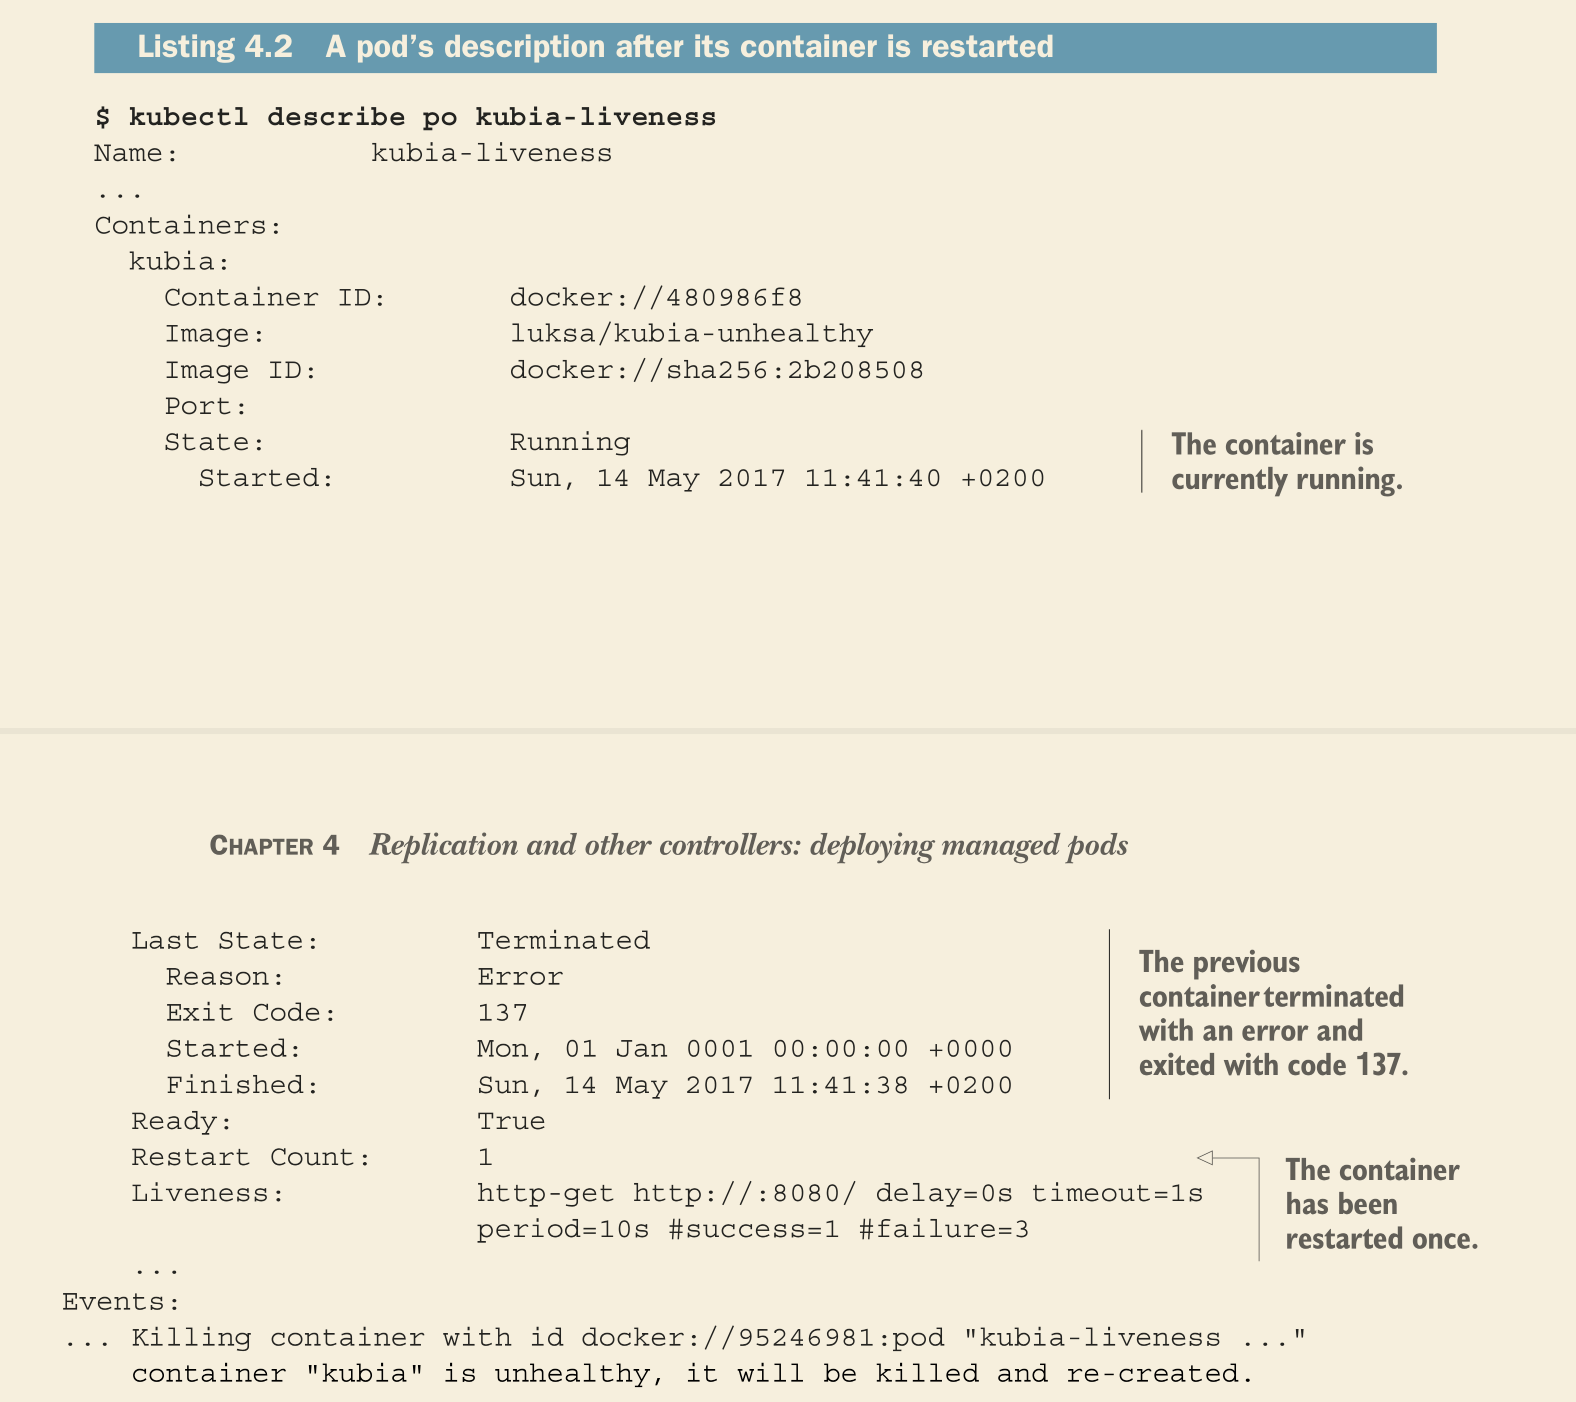 Listing 4.2 A pod’s description after its container is restarted
$ kubectl describe po kubia-liveness
Name: kubia-liveness
...
Containers:
kubia:
Container ID: docker://480986f8
Image: luksa/kubia-unhealthy
Image ID: docker://sha256:2b208508
Port:
State: Running
Started: Sun, 14 May 2017 11:41:40 +0200
The container is
currently running.
CHAPTER 4 Replication and other controllers: deploying managed pods
Last State: Terminated
Reason: Error
Exit Code: 137
Started: Mon, 01 Jan 0001 00:00:00 +0000
Finished: Sun, 14 May 2017 11:41:38 +0200
The previous
container terminated
with an error and
exited with code 137.
Ready: True
Restart Count: 1
Liveness: http-get http://:8080/ delay=0s timeout=1s
period=10s #success=1 #failure=3
The container
has been
restarted once.
...
Events:
... Killing container with id docker://95246981:pod "kubia-liveness ..."
container "kubia" is unhealthy, it will be killed and re-created.